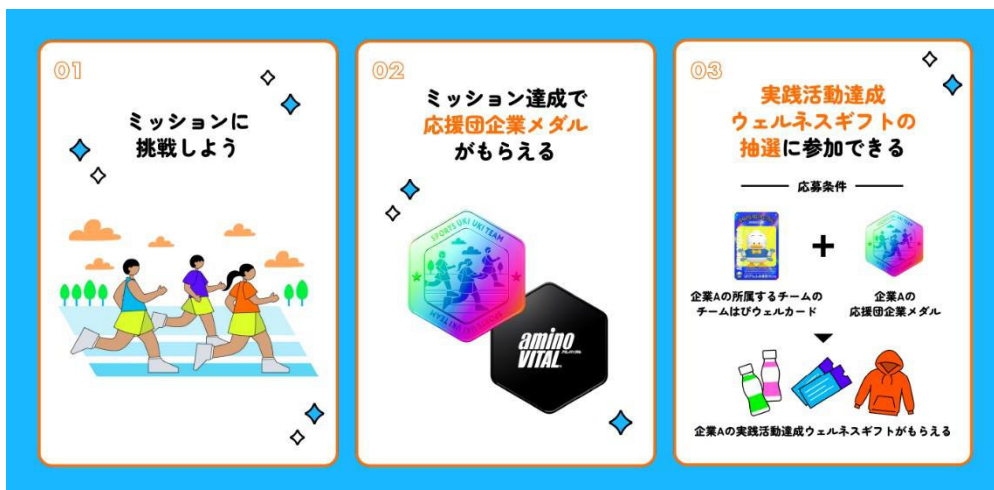 01
ミッションに
挑戦しよう
02
ミッション達成で
応援団企業メダル
がもらえる
SPORTS UKI UKI TEAM
SPORTS UKI UKI TEAM
amino
VITAL
03
実践活動達成
ウェルネスギフトの
抽選に参加できる
応募条件
+
企業Aの所属するチームの
チームはぴウェルカード
企業Aの
応援団企業メダル
企業Aの実践活動達成ウェルネスギフトがもらえる